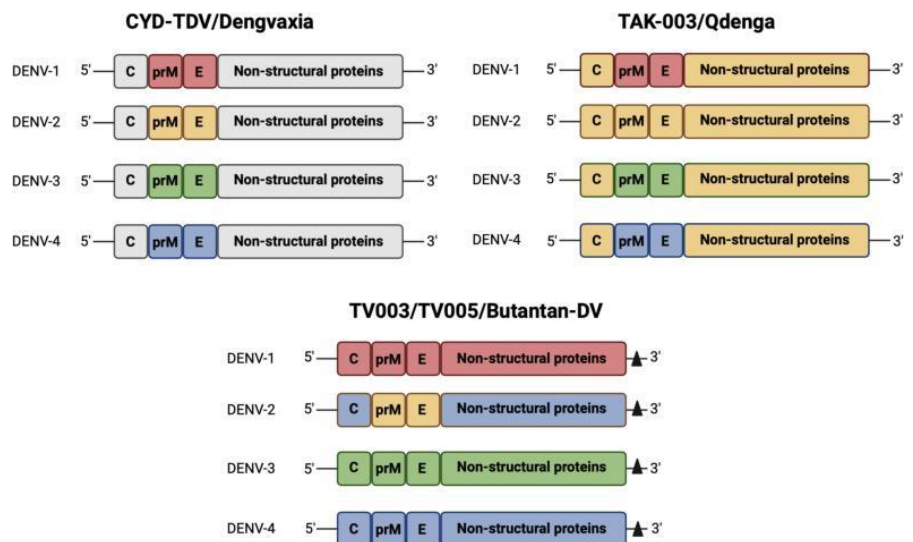 CYD-TDV/Dengvaxia
DENV-1 5' C prM E Non-structural proteins 3'
DENV-2 5' C prM E Non-structural proteins 3'
DENV-3 5' C prM E Non-structural proteins 3'
DENV-4 5' C prM E Non-structural proteins 3'
TAK-003/Qdenga
DENV-1 5' C prM E Non-structural proteins 3'
DENV-2 5' C prM E Non-structural proteins 3'
DENV-3 5' C prM E Non-structural proteins 3'
DENV-4 5' C prM E Non-structural proteins 3'
TV003/TV005/Butantan-DV
DENV-1 5' C prM E Non-structural proteins 3'
DENV-2 5' C prM E Non-structural proteins 3'
DENV-3 5' C prM E Non-structural proteins 3'
DENV-4 5' C prM E Non-structural proteins 3'